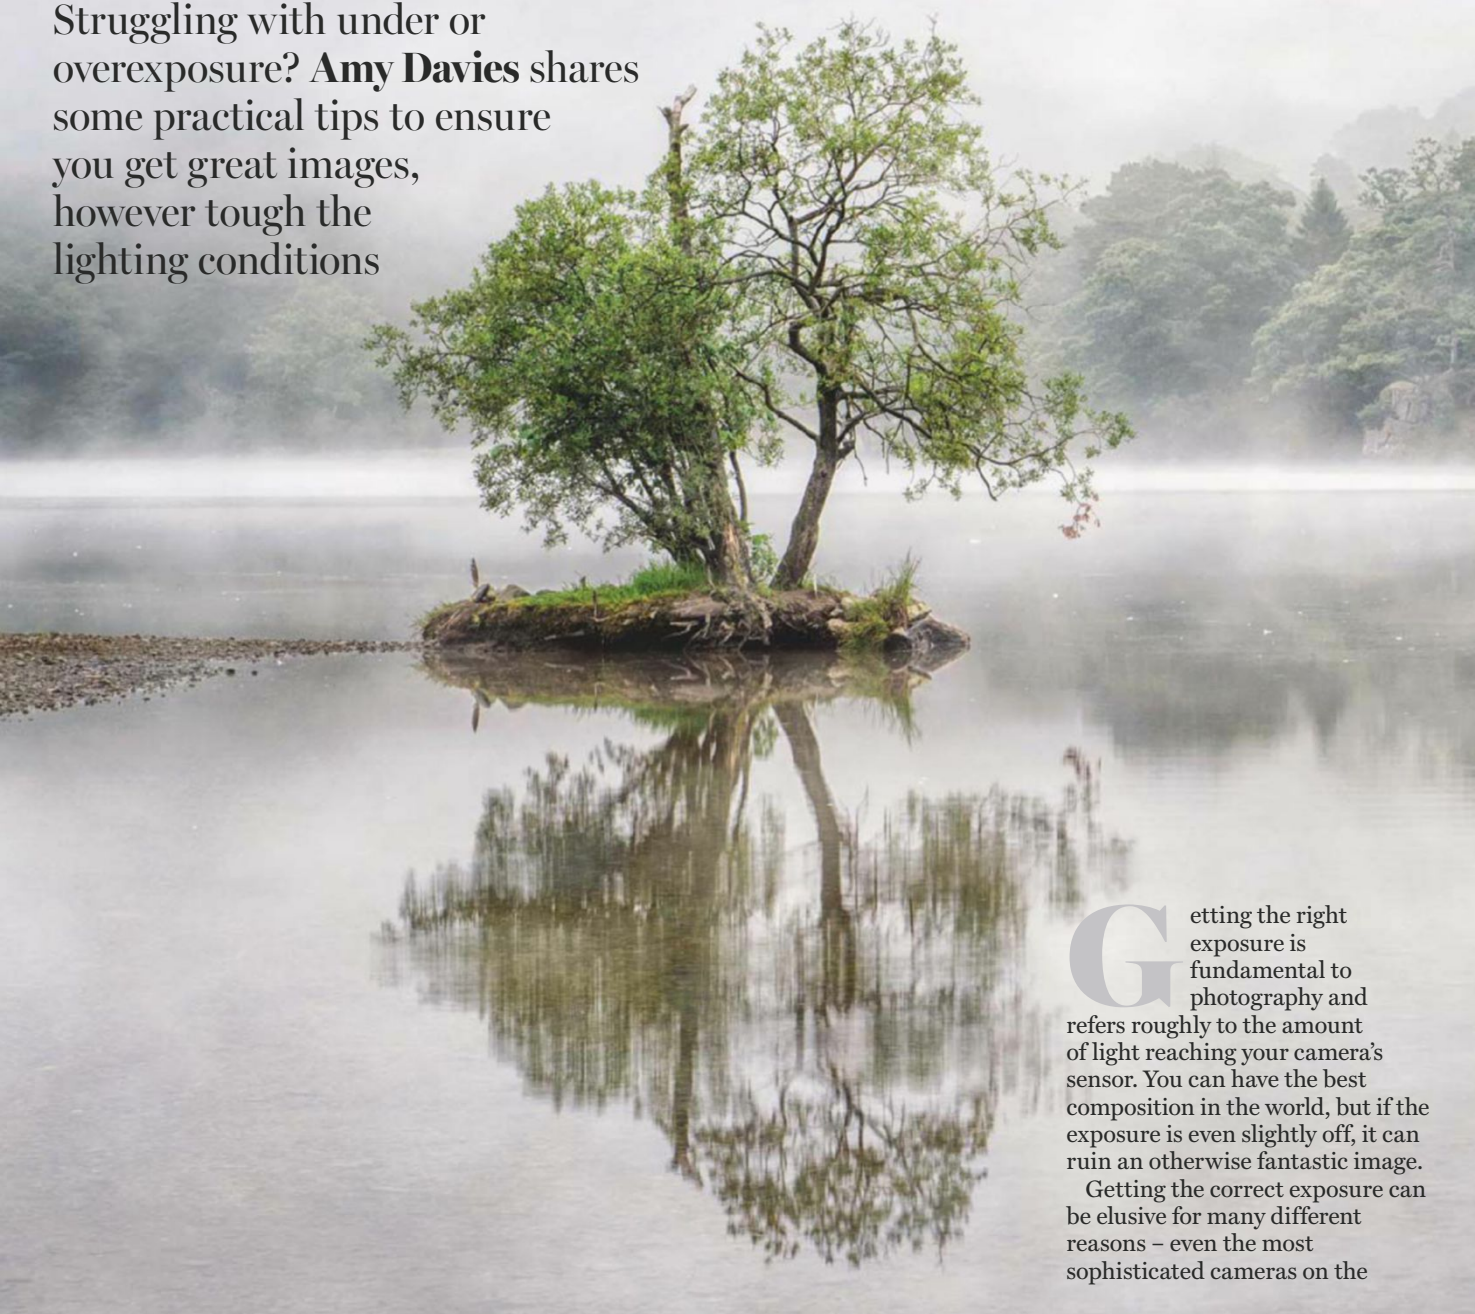 Struggling with under or
overexposure? Amy Davies shares
some practical tips to ensure
you get great images,
however tough the
lighting conditions
Getting the right
exposure is
fundamental to
photography and
refers roughly to the amount
of light reaching your camera’s
sensor. You can have the best
composition in the world, but if the
exposure is even slightly off, it can
ruin an otherwise fantastic image.
Getting the correct exposure can
be elusive for many different
reasons – even the most
sophisticated cameras on the